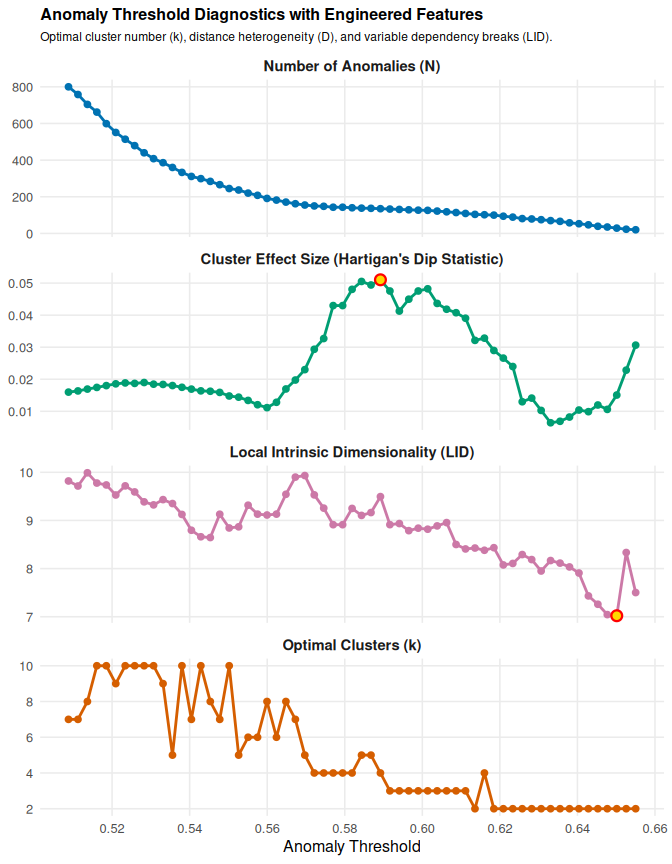 Anomaly Threshold Diagnostics with Engineered Features
Optimal cluster number (k), distance heterogeneity (D), and variable dependency breaks (LID).
Number of Anomalies (N)
800
600
400
200
0
Cluster Effect Size (Hartigan's Dip Statistic)
0.05
0.04
0.03
0.02
0.01
Local Intrinsic Dimensionality (LID)
10
9
8
7
Optimal Clusters (k)
10
8
6
4
2
0.52 0.54 0.56 0.58 0.60 0.62 0.64 0.66
Anomaly Threshold